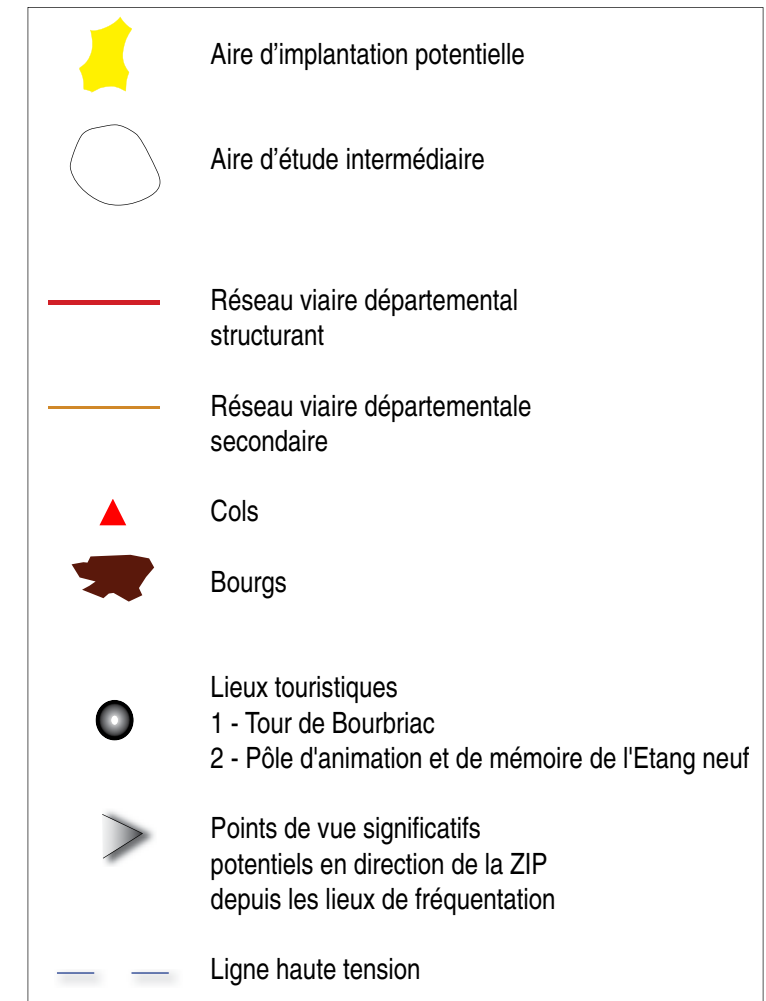 Aire d’implantation potentielle
Aire d’étude intermédiaire
Réseau viaire départemental
structurant
Réseau viaire départementale
secondaire
Cols
Bourgs
Lieux touristiques
1 - Tour de Bourbriac
2 - Pôle d'animation et de mémoire de l'Etang neuf
Points de vue significatifs
potentiels en direction de la ZIP
depuis les lieux de fréquentation
Ligne haute tension